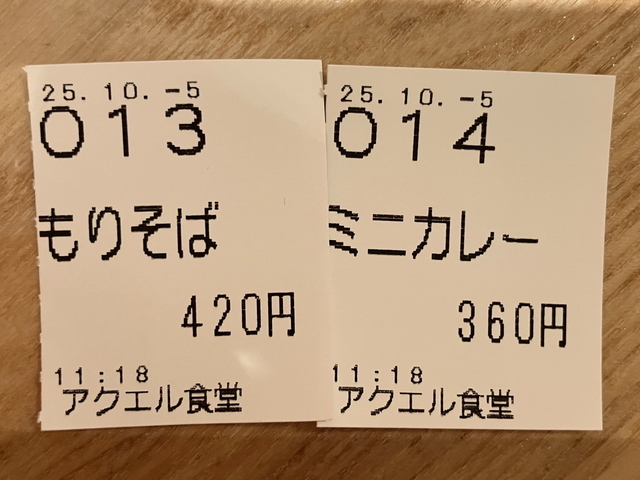 25.10.-5
013
もりそば
420円
11:18
アクエル食堂
25.10.-5
014
ミニカレー
360円
11:18
アクエル食堂